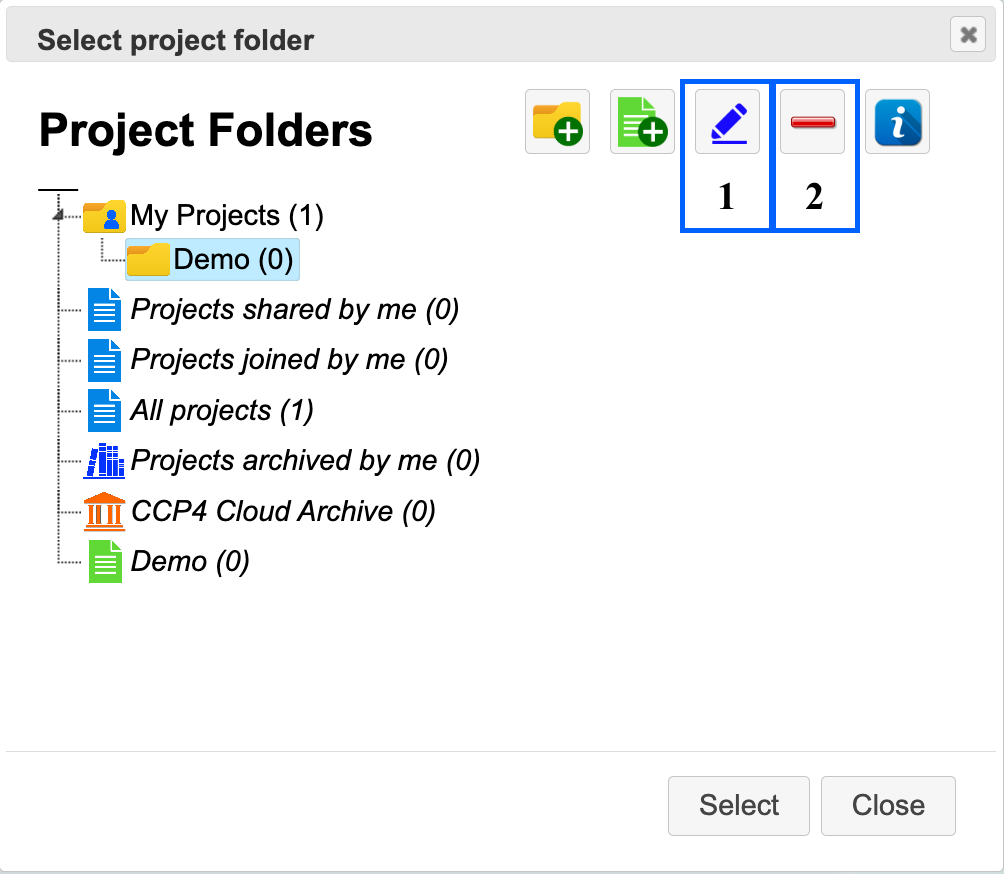 Select project folder
Project Folders
1
2
My Projects (1)
Demo (0)
Projects shared by me (0)
Projects joined by me (0)
All projects (1)
Projects archived by me (0)
CCP4 Cloud Archive (0)
Demo (0)
Select
Close